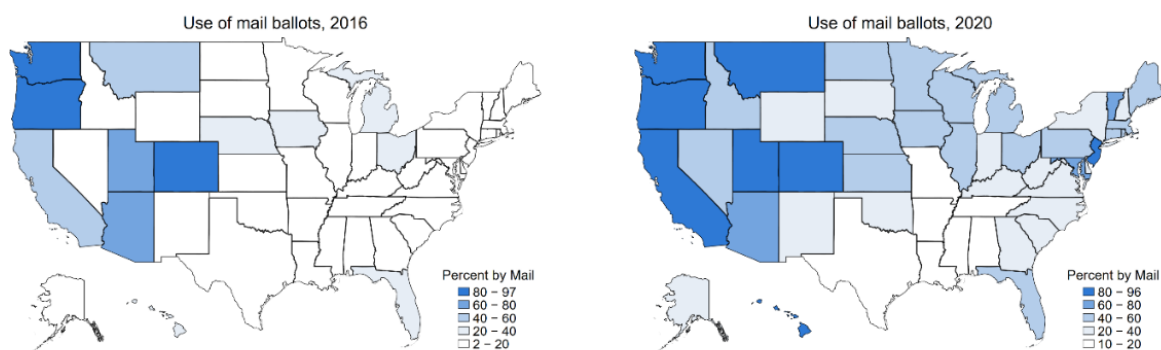 Use of mail ballots, 2016
Percent by Mail
80 – 97
60 – 80
40 – 60
20 – 40
2 – 20
Use of mail ballots, 2020
Percent by Mail
80 – 96
60 – 80
40 – 60
20 – 40
10 – 20